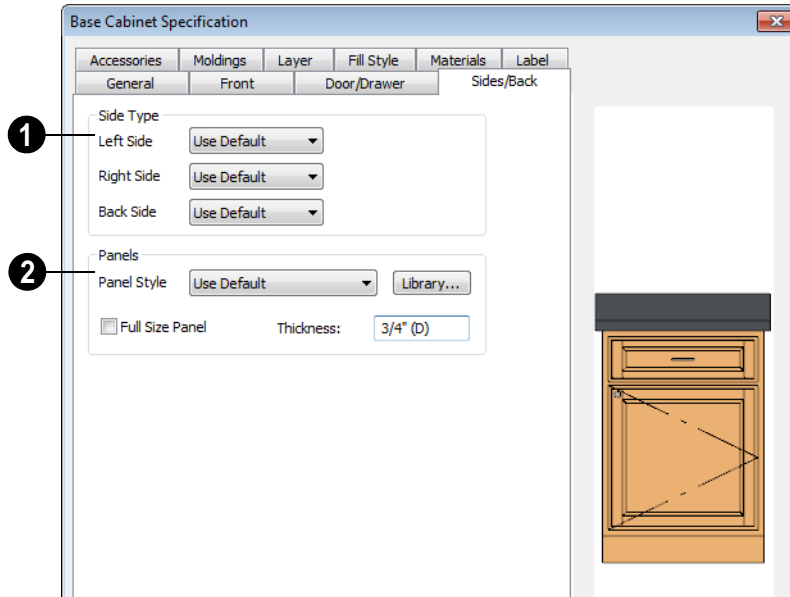 Base Cabinet Specification
Accessories Moldings Layer Fill Style Materials Label
General Front Door/Drawer Sides/Back
Side Type
1 Left Side Use Default
Right Side Use Default
Back Side Use Default
Panels
2 Panel Style Use Default Library...
Full Size Panel Thickness: 3/4" (D)